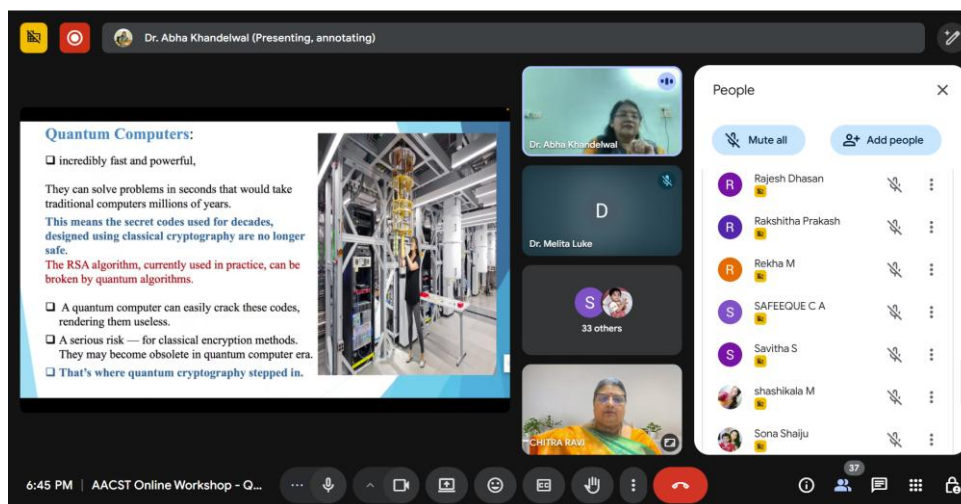 Dr. Abha Khandelwal (Presenting, annotating)
Quantum Computers:
❑ incredibly fast and powerful,
They can solve problems in seconds that would take
traditional computers millions of years.
This means the secret codes used for decades,
designed using classical cryptography are no longer
safe.
The RSA algorithm, currently used in practice, can be
broken by quantum algorithms.
❑ A quantum computer can easily crack these codes,
rendering them useless.
❑ A serious risk — for classical encryption methods.
They may become obsolete in quantum computer era.
❑ That's where quantum cryptography stepped in.
Dr. Abha Khandelwal
D
Dr. Melita Luke
S
33 others
CHITRA RAVI
People
Mute all
Add people
R
Rajesh Dhasan
R
Rakshitha Prakash
R
Rekha M
S
SAFEEQUE C A
S
Savitha S
shashikala M
Sona Shaiju
6:45 PM | AACST Online Workshop - Q...
CC
37